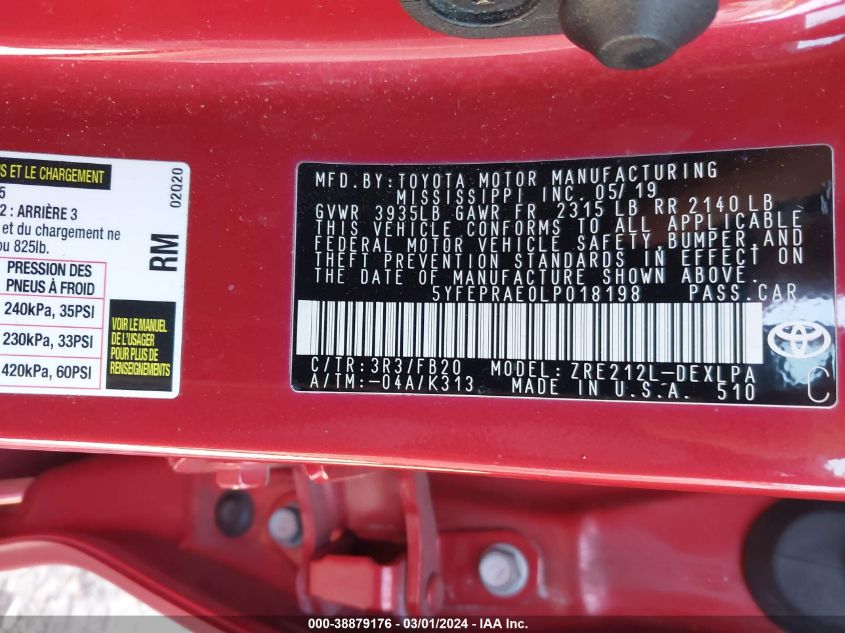 S ET LE CHARGEMENT
5
2 : ARRIÈRE 3
et du chargement ne
ou 825lb.
PRESSION DES
PNEUS À FROID
240kPa, 35PSI
230kPa, 33PSI
420kPa, 60PSI
02020
RM
VOIR LE MANUEL
DE L'USAGER
POUR PLUS DE
RENSEIGNEMENTS
MFD. BY: TOYOTA MOTOR MANUFACTURING
MISSISSIPPI INC. 05/19
GVWR 3935LB GAWR FR 2315 LB RR 2140 LB
THIS VEHICLE CONFORMS TO ALL APPLICABLE
FEDERAL MOTOR VEHICLE SAFETY, BUMPER, AND
THEFT PREVENTION STANDARDS IN EFFECT ON
THE DATE OF MANUFACTURE SHOWN ABOVE.
5YFEPRAE0LP018198 PASS.CAR
C/TR: 3R3/FB20 MODEL: ZRE212L-DEXLPA
A/TM: -04A/K313 MADE IN U.S.A. 510
C
000-38879176 - 03/01/2024 - IAA, Inc.